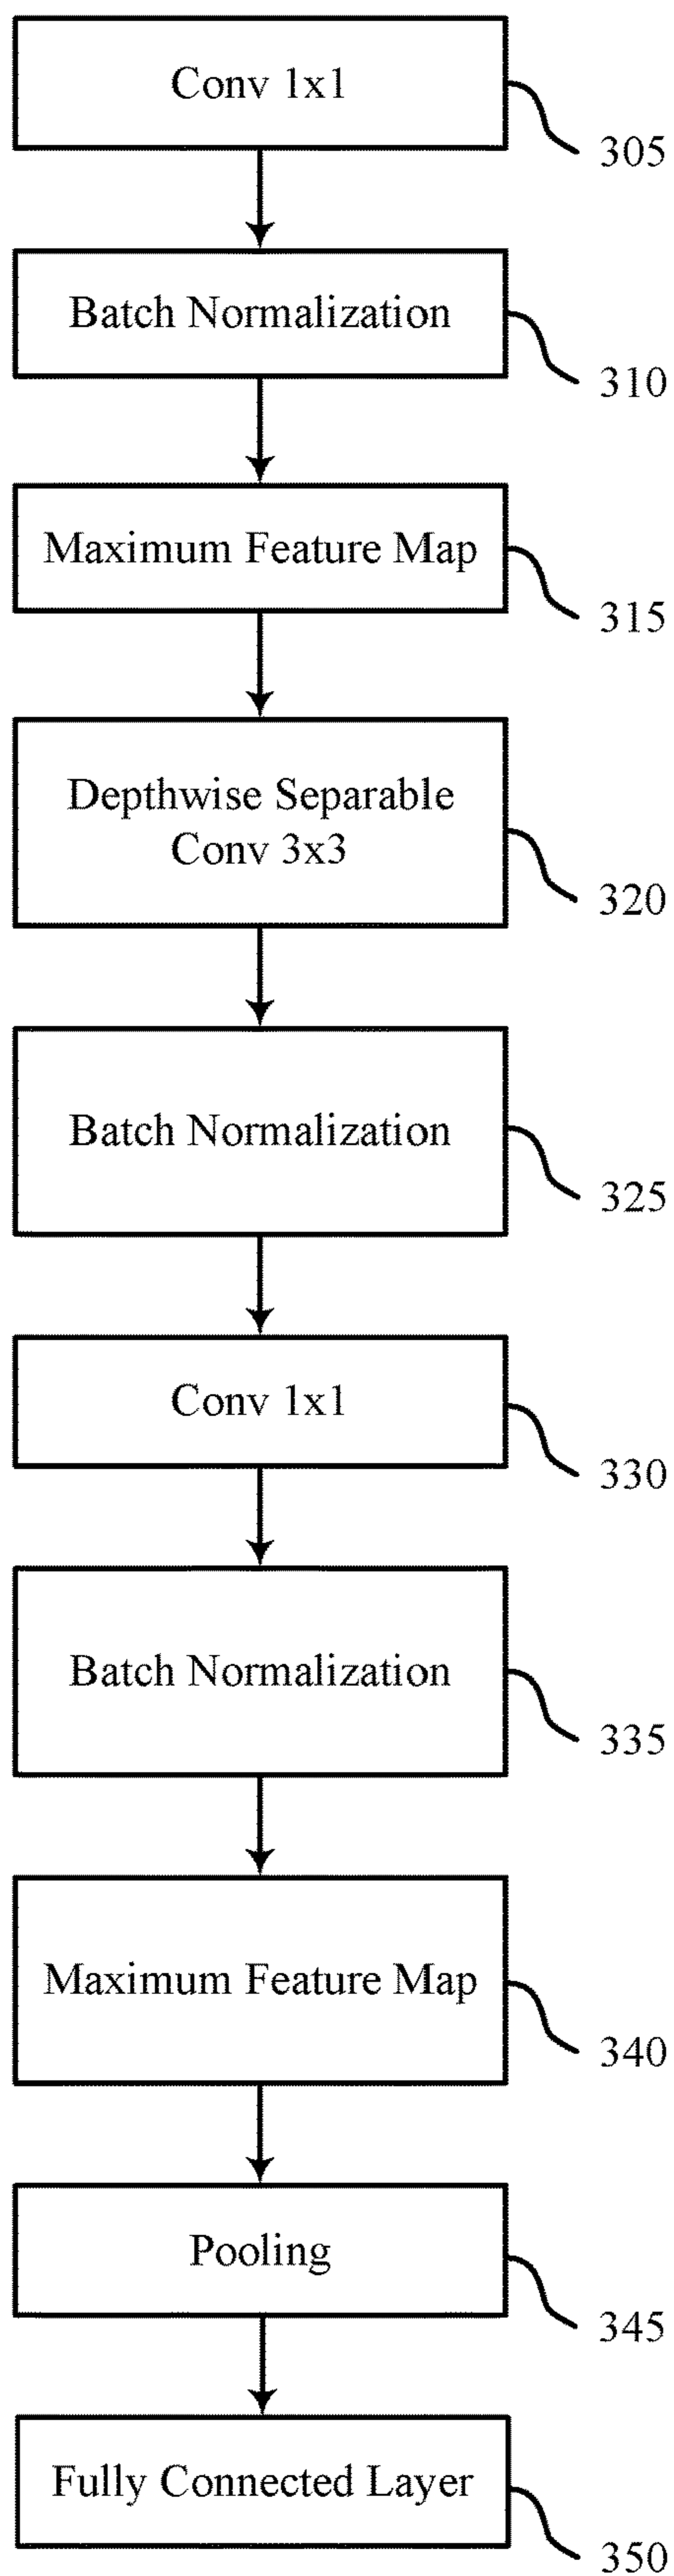 Conv 1x1
305
Batch Normalization
310
Maximum Feature Map
315
Depthwise Separable
Conv 3x3
320
Batch Normalization
325
Conv 1x1
330
Batch Normalization
335
Maximum Feature Map
340
Pooling
345
Fully Connected Layer
350